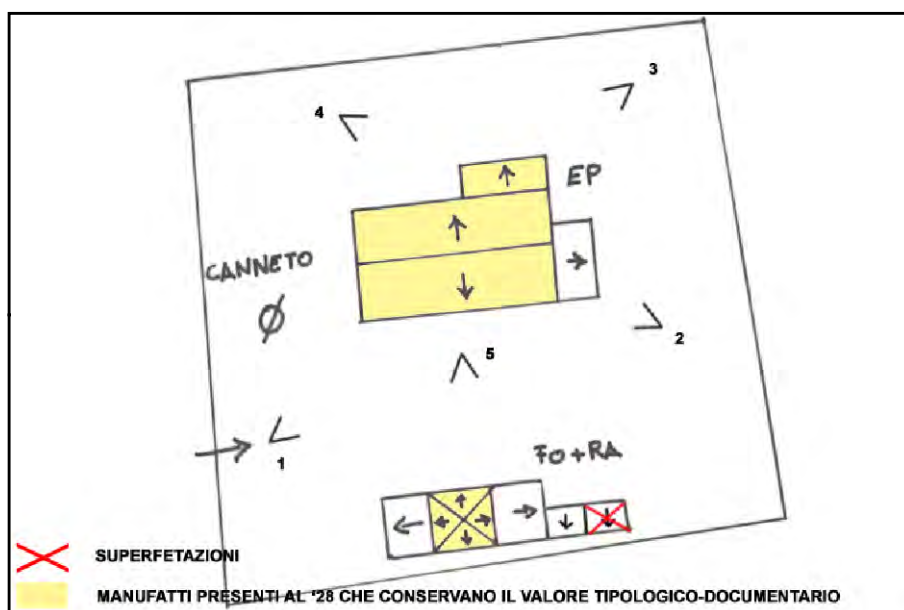 3
4
EP
CANNETO
Ø
2
5
1
FO+RA
SUPERFETAZIONI
MANUFATTI PRESENTI AL '28 CHE CONSERVANO IL VALORE TIPOLOGICO-DOCUMENTARIO